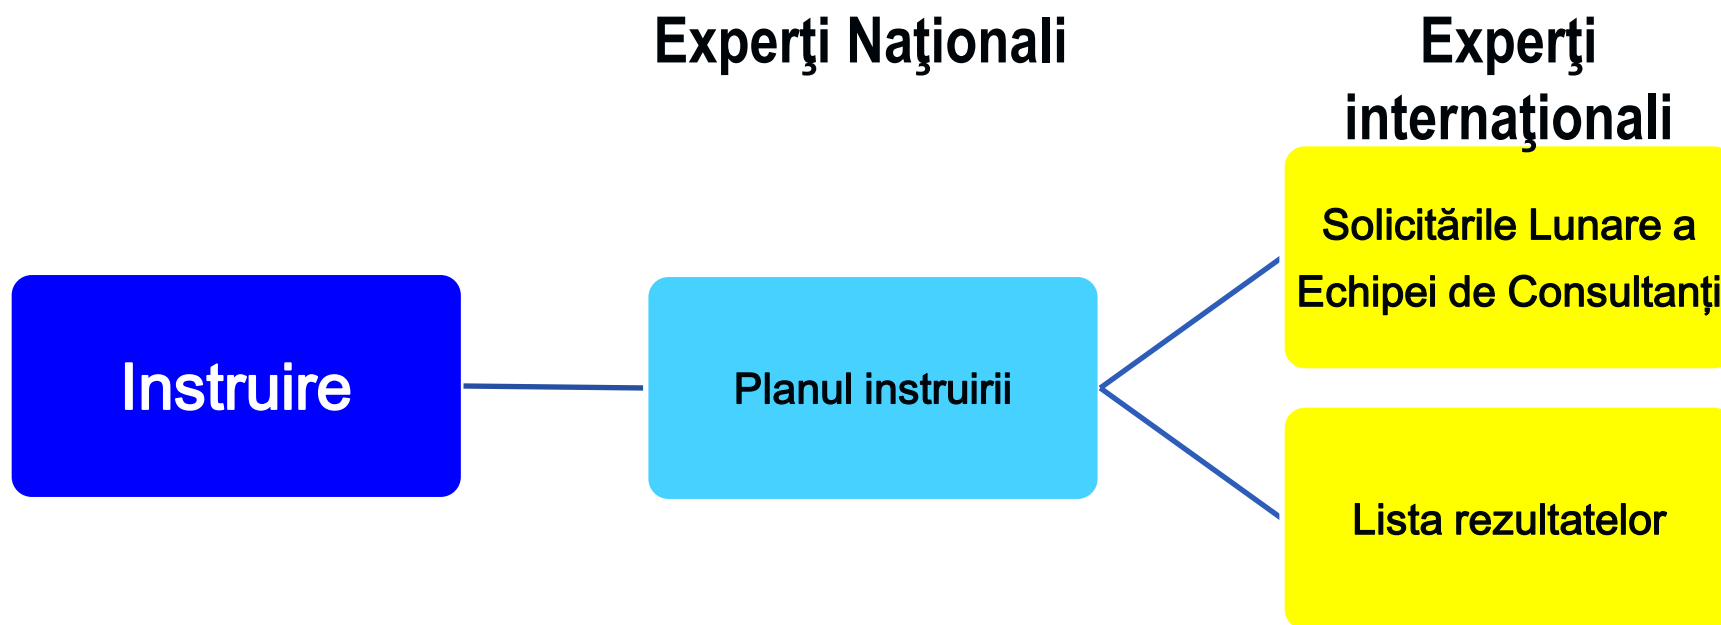 Experţi Naţionali
Experţi
internaţionali
Instruire
Planul instruirii
Solicitările Lunare a
Echipei de Consultanți
Lista rezultatelor